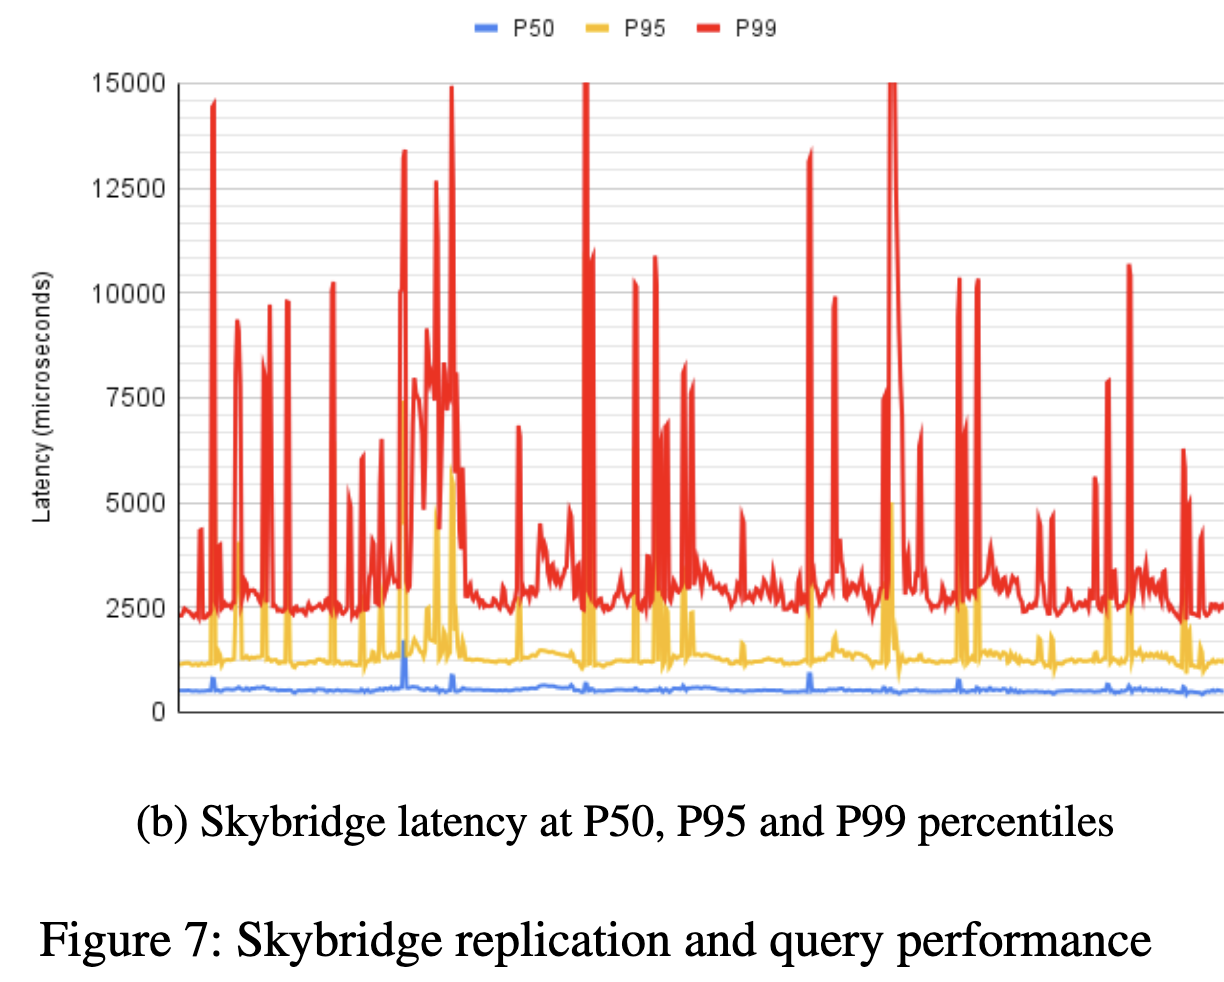 P50 P95 P99
15000
12500
10000
7500
5000
2500
0
Latency (microseconds)
(b) Skybridge latency at P50, P95 and P99 percentiles
Figure 7: Skybridge replication and query performance